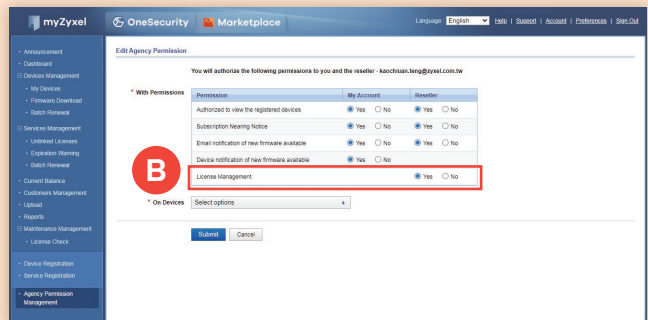 myZyxel
OneSecurity
Marketplace
Language : English
Help | Support | Account | Preferences | Sign Out
Announcement
Dashboard
Devices Management
My Devices
Firmware Download
Batch Renewal
Services Management
Unlinked Licenses
Expiration Warning
Batch Renewal
Current Balance
Customers Management
Upload
Reports
Maintenance Management
License Check
Device Registration
Service Registration
Agency Permission
Management
Edit Agency Permission
You will authorize the following permissions to you and the reseller - kaochiuan.teng@zyxel.com.tw
* With Permissions
Permission My Account Reseller
Authorized to view the registered devices Yes No Yes No
Subscription Nearing Notice Yes No Yes No
Email notification of new firmware available Yes No Yes No
Device notification of new firmware available Yes No
License Management Yes No
B
* On Devices Select options
Submit Cancel